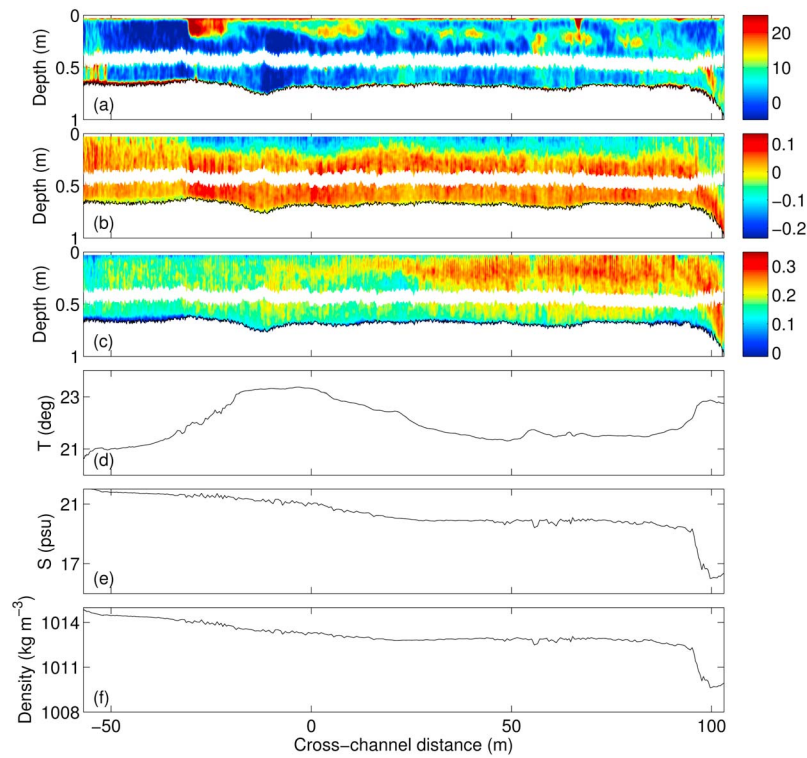 0
0.5
1
Depth (m)
(a)
20
10
0
0
0.5
1
Depth (m)
(b)
0.1
0
−0.1
−0.2
0
0.5
1
Depth (m)
(c)
0.3
0.2
0.1
0
23
21
T (deg)
(d)
21
17
S (psu)
(e)
1014
1011
1008
Density (kg m−3)
(f)
−50
0
50
100
Cross−channel distance (m)